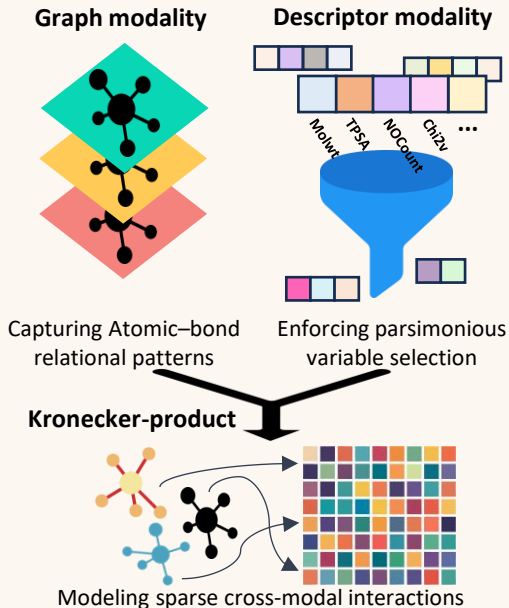 Graph modality
Descriptor modality
Molwt
TPSA
NOCount
Chi2v
...
Capturing Atomic–bond
relational patterns
Enforcing parsimonious
variable selection
Kronecker-product
Modeling sparse cross-modal interactions